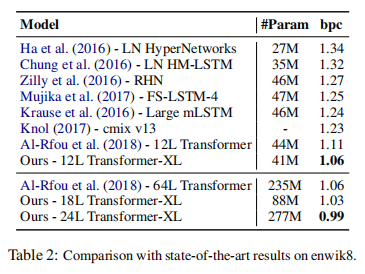 Model #Param bpc
Ha et al. (2016) - LN HyperNetworks 27M 1.34
Chung et al. (2016) - LN HM-LSTM 35M 1.32
Zilly et al. (2016) - RHN 46M 1.27
Mujika et al. (2017) - FS-LSTM-4 47M 1.25
Krause et al. (2016) - Large mLSTM 46M 1.24
Knol (2017) - cmix v13 - 1.23
Al-Rfou et al. (2018) - 12L Transformer 44M 1.11
Ours - 12L Transformer-XL 41M 1.06
Al-Rfou et al. (2018) - 64L Transformer 235M 1.06
Ours - 18L Transformer-XL 88M 1.03
Ours - 24L Transformer-XL 277M 0.99
Table 2: Comparison with state-of-the-art results on enwik8.